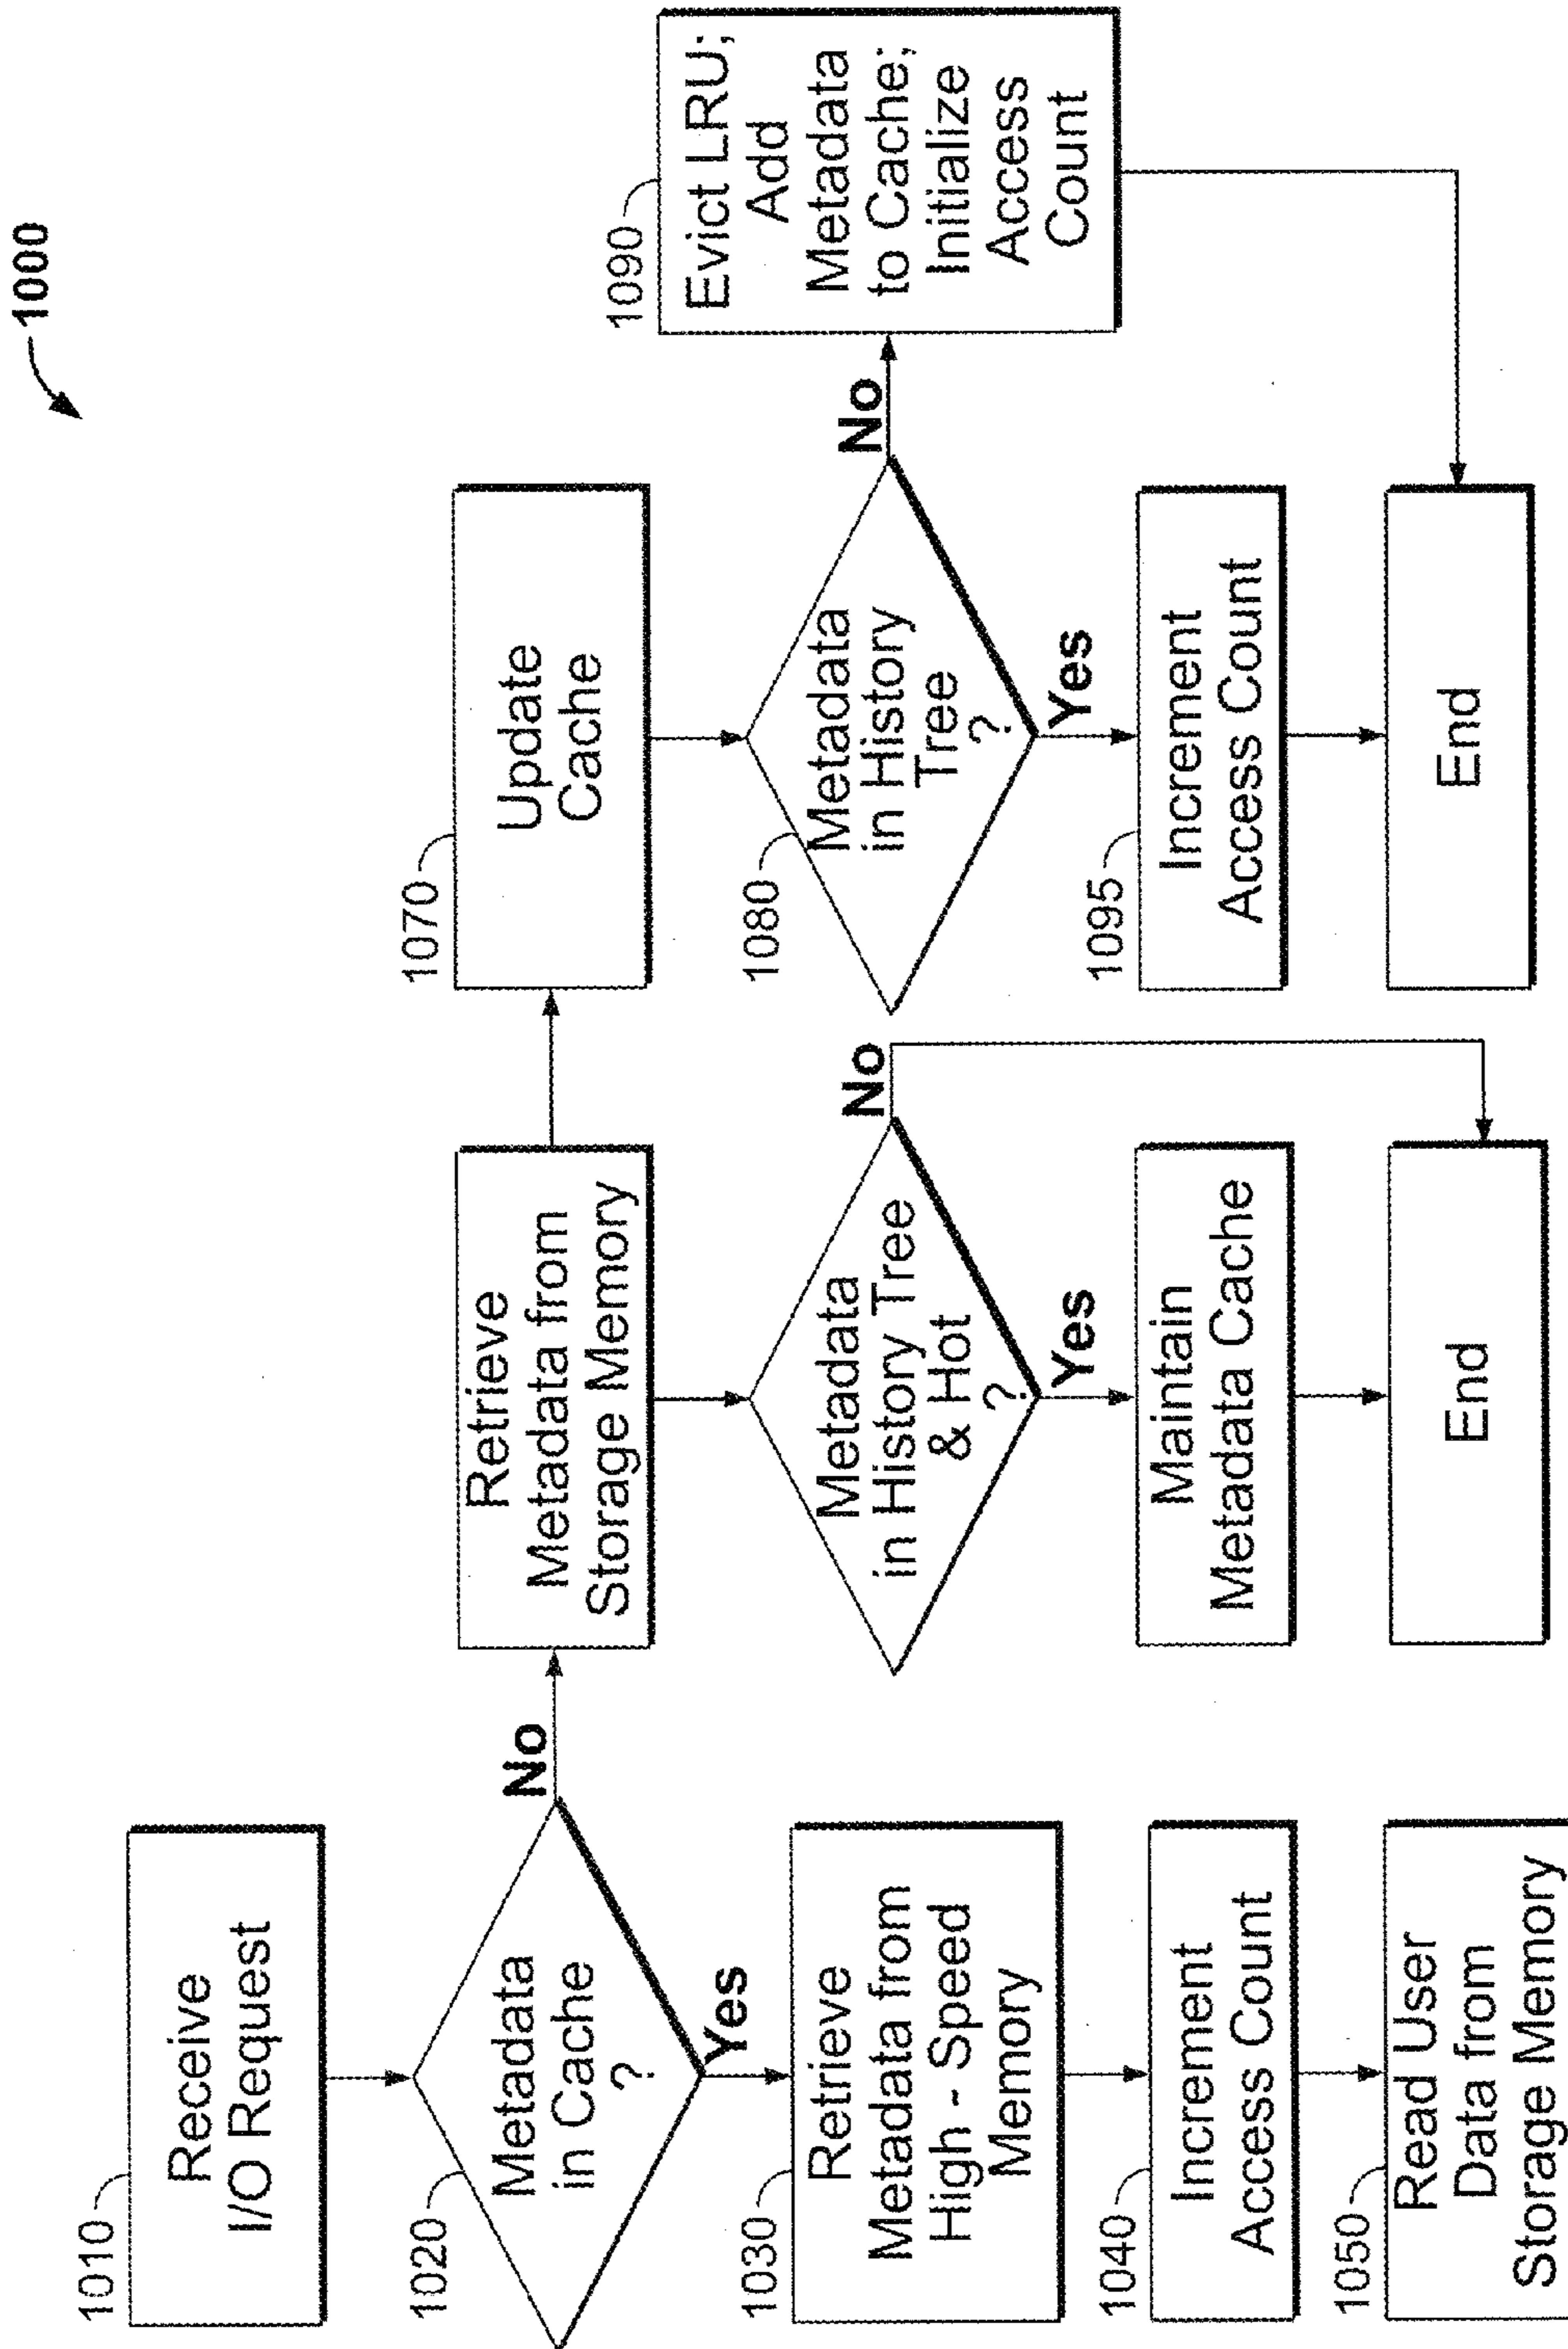 1000
1010
Receive
I/O Request
1020
Metadata
in Cache
?
No
Yes
1030
Retrieve
Metadata from
High - Speed
Memory
1040
Increment
Access Count
1050
Read User
Data from
Storage Memory
Retrieve
Metadata from
Storage Memory
Metadata
in History Tree
& Hot
?
No
Yes
Maintain
Metadata Cache
End
1070
Update
Cache
1080
Metadata
in History
Tree
?
No
Yes
1095
Increment
Access Count
End
1090
Evict LRU;
Add
Metadata
to Cache;
Initialize
Access
Count